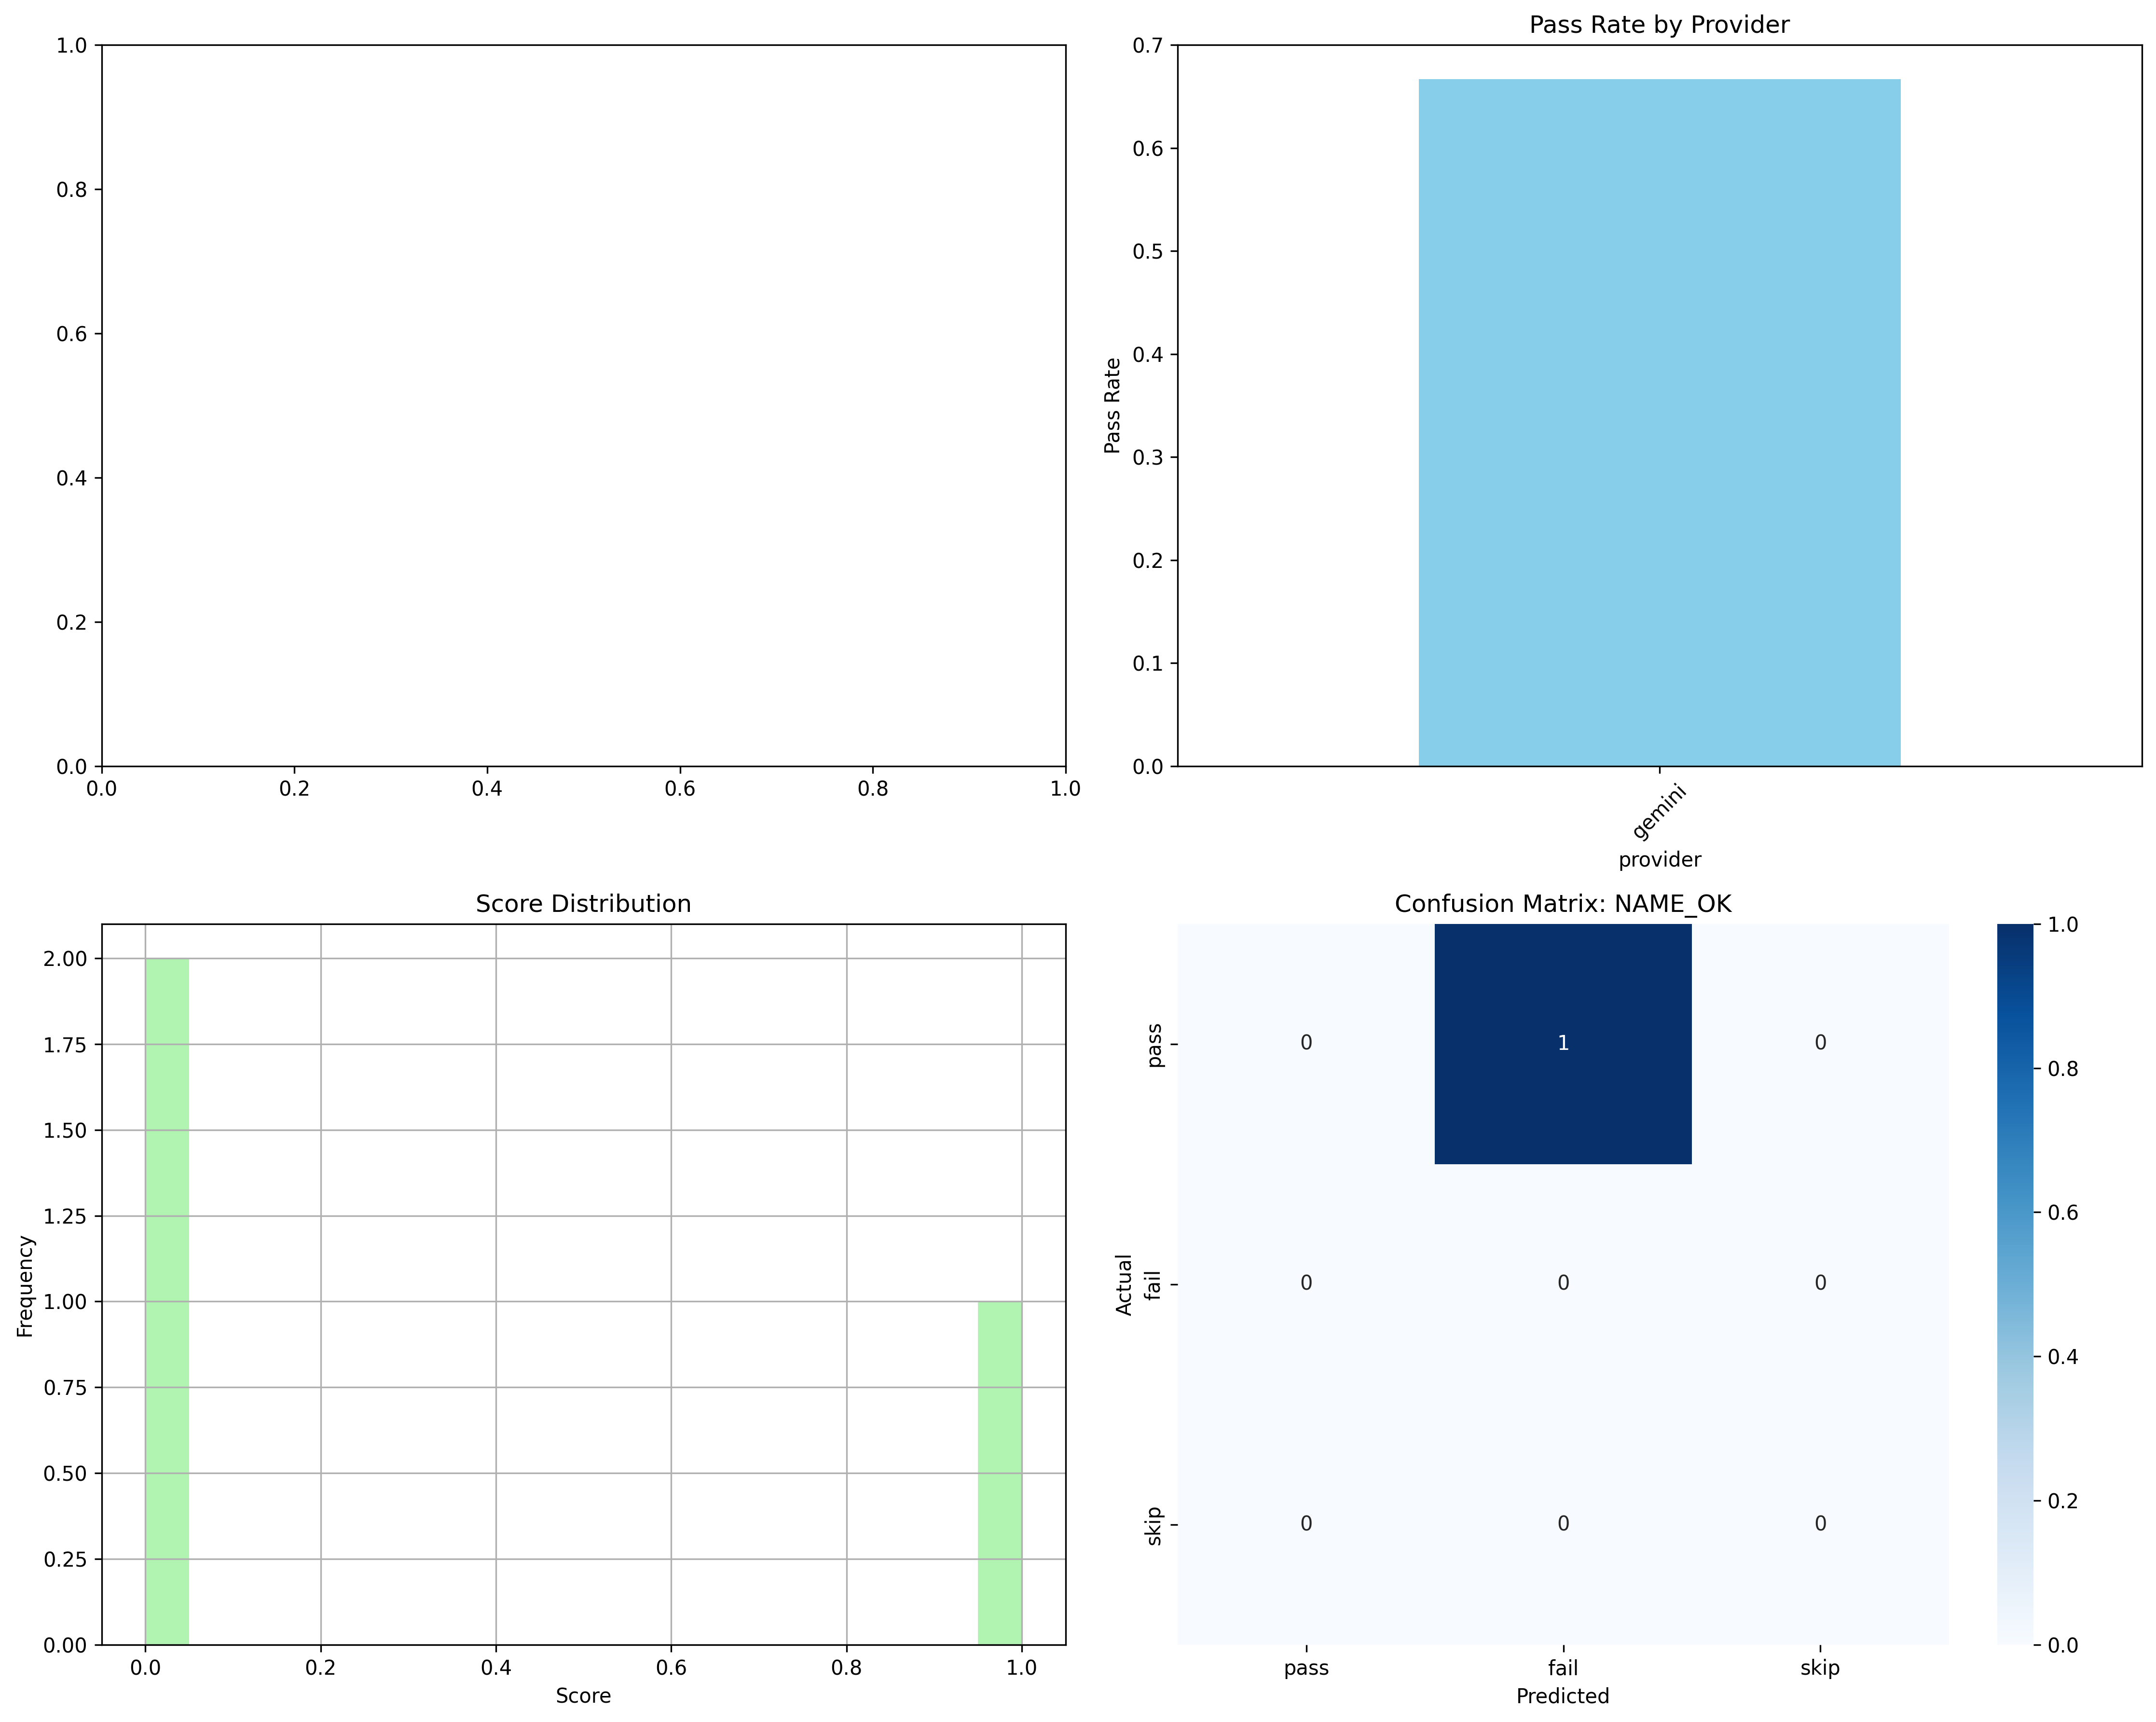 1.0
0.8
0.6
0.4
0.2
0.0
0.0 0.2 0.4 0.6 0.8 1.0
Pass Rate by Provider
0.7
0.6
0.5
0.4
0.3
0.2
0.1
0.0
Pass Rate
gemini
provider
Score Distribution
2.00
1.75
1.50
1.25
1.00
0.75
0.50
0.25
0.00
Frequency
0.0 0.2 0.4 0.6 0.8 1.0
Score
Confusion Matrix: NAME_OK
Actual
pass
0 1 0
fail
0 0 0
skip
0 0 0
pass fail skip
Predicted
1.0
0.8
0.6
0.4
0.2
0.0